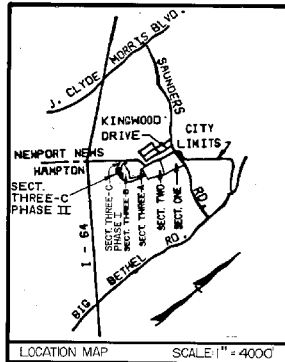 J. CLYDE MORRIS BLVD.
SAUNDERS RD.
KINGWOOD
DRIVE
CITY
LIMITS
NEWPORT NEWS
HAMPTON
SECT.
THREE-C
PHASE II
SECT. THREE-C
PHASE I
SECT. THREE-B
SECT. THREE-A
SECT. TWO
SECT. ONE
I - 64
BIG BETHEL RD.
LOCATION MAP SCALE: 1" = 4000'